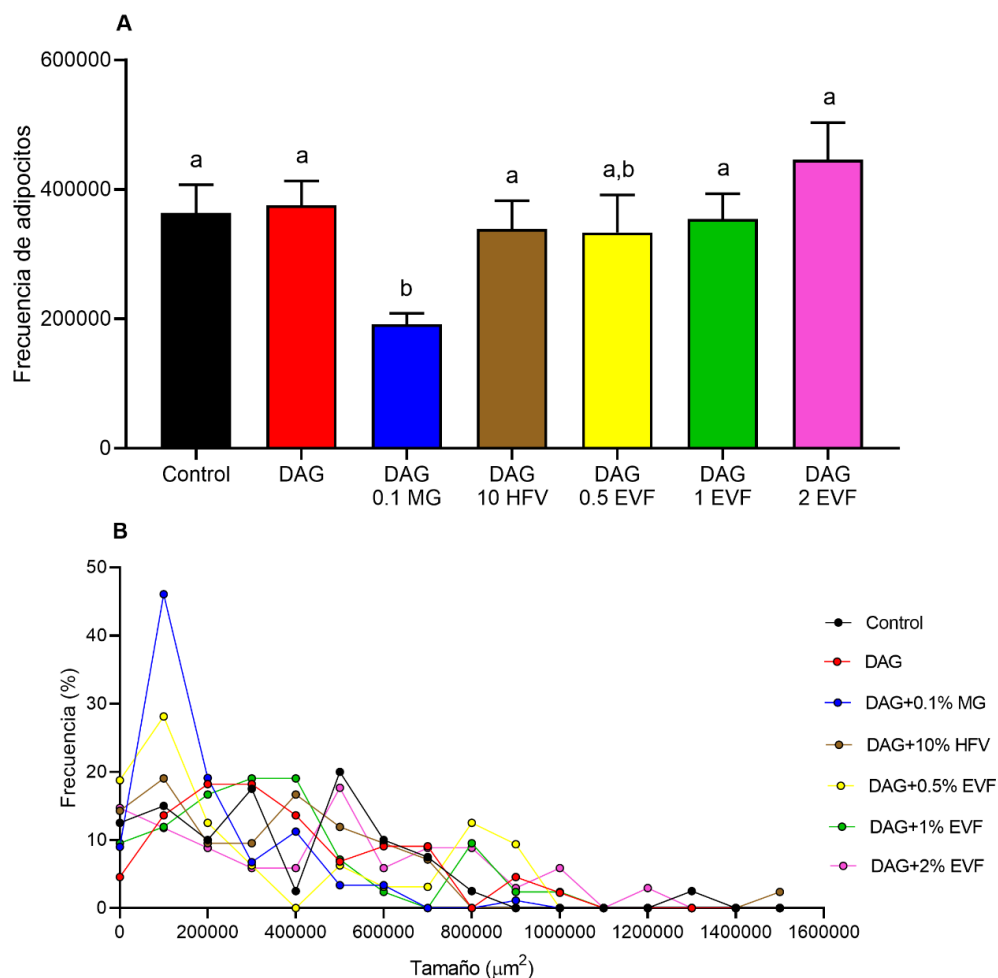 A
Frecuencia de adipocitos
600000
400000
200000
0
a
a
b
a
a,b
a
a
Control
DAG
DAG
0.1 MG
DAG
10 HFV
DAG
0.5 EVF
DAG
1 EVF
DAG
2 EVF
B
Frecuencia (%)
50
40
30
20
10
0
0
200000
400000
600000
800000
1000000
1200000
1400000
1600000
Tamaño (µm²)
Control
DAG
DAG+0.1% MG
DAG+10% HFV
DAG+0.5% EVF
DAG+1% EVF
DAG+2% EVF